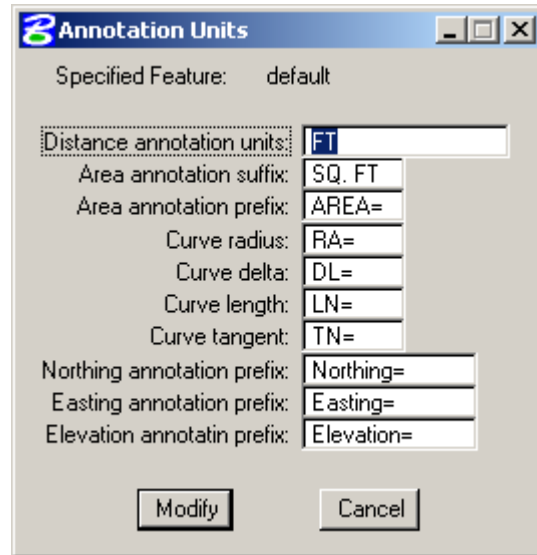 Annotation Units
Specified Feature: default
Distance annotation units: FT
Area annotation suffix: SQ. FT
Area annotation prefix: AREA=
Curve radius: RA=
Curve delta: DL=
Curve length: LN=
Curve tangent: TN=
Northing annotation prefix: Northing=
Easting annotation prefix: Easting=
Elevation annotatin prefix: Elevation=
Modify Cancel